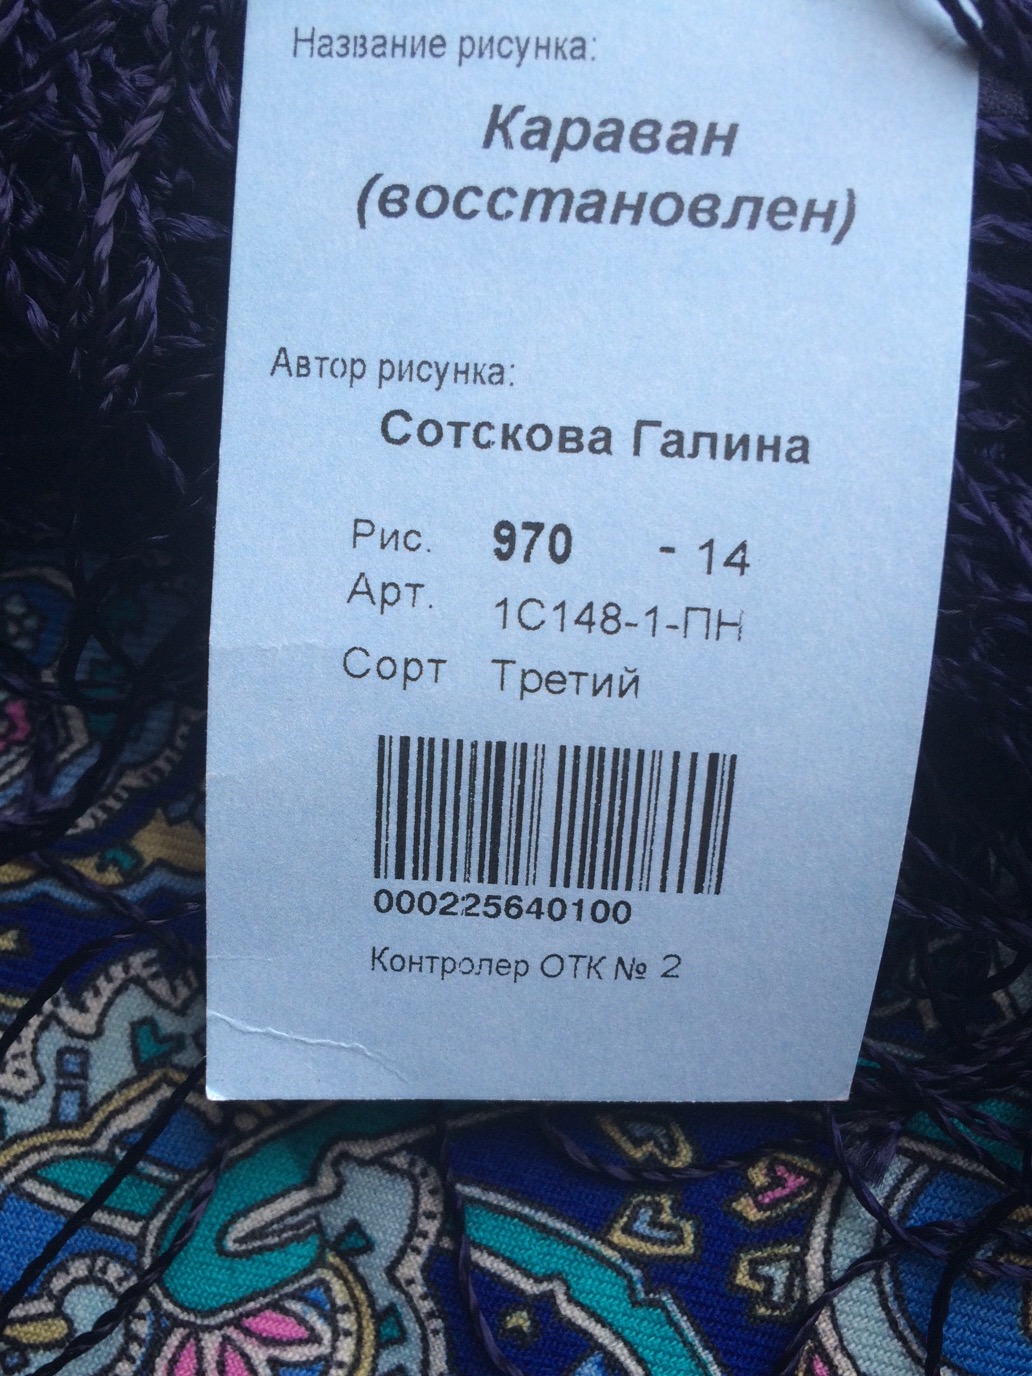 Название рисунка:
Караван
(восстановлен)
Автор рисунка:
Сотскова Галина
Рис. 970 - 14
Арт. 1С148-1-ПН
Сорт Третий
000225640100
Контролер ОТК № 2